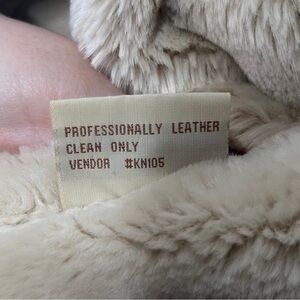 PROFESSIONALLY LEATHER
CLEAN ONLY
VENDOR #KN105